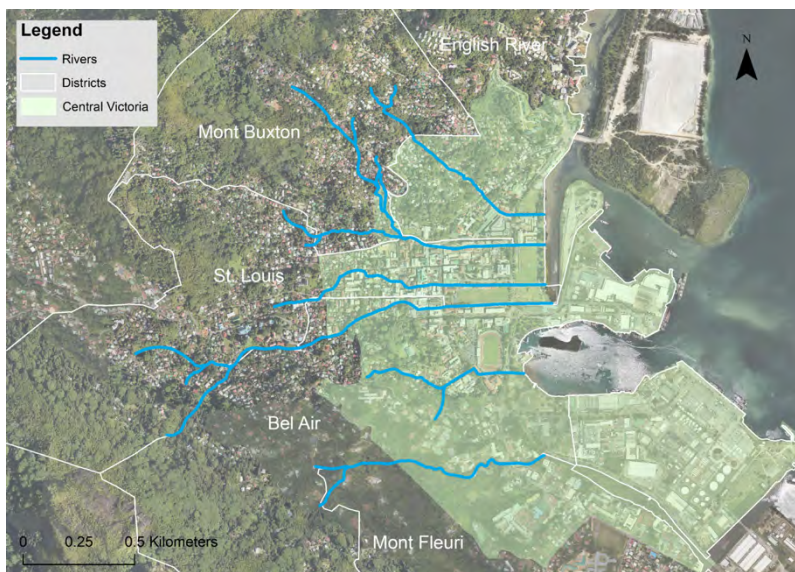 Legend
Rivers
Districts
Central Victoria
English River
N
Mont Buxton
St. Louis
Bel Air
Mont Fleuri
0 0.25 0.5 Kilometers